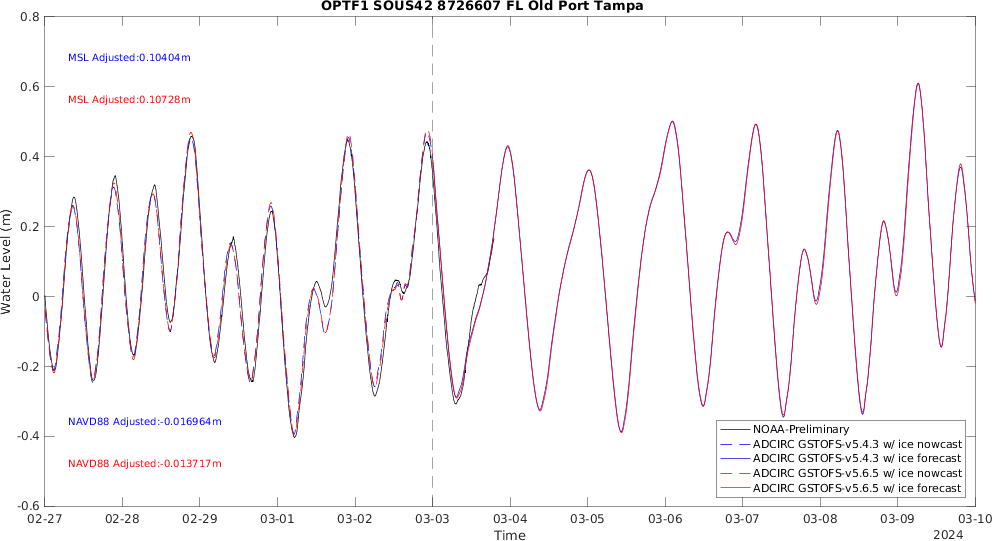 OPTF1 SOUS42 8726607 FL Old Port Tampa
0.8
0.6
0.4
0.2
0
-0.2
-0.4
-0.6
Water Level (m)
MSL Adjusted:0.10404m
MSL Adjusted:0.10728m
NAVD88 Adjusted:-0.016964m
NAVD88 Adjusted:-0.013717m
NOAA-Preliminary
ADCIRC GSTOFS-v5.4.3 w/ ice nowcast
ADCIRC GSTOFS-v5.4.3 w/ ice forecast
ADCIRC GSTOFS-v5.6.5 w/ ice nowcast
ADCIRC GSTOFS-v5.6.5 w/ ice forecast
02-27 02-28 02-29 03-01 03-02 03-03 03-04 03-05 03-06 03-07 03-08 03-09 03-10
Time
2024